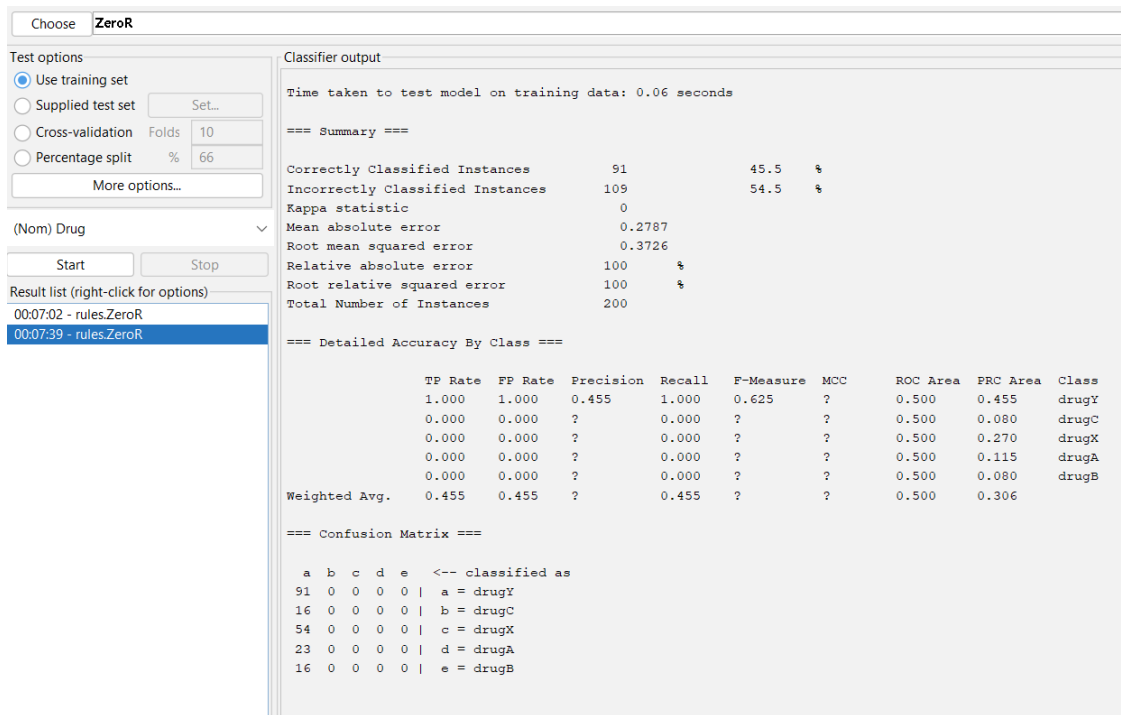 Choose ZeroR
Test options
Use training set
Supplied test set Set...
Cross-validation Folds 10
Percentage split % 66
More options...
(Nom) Drug
Start Stop
Result list (right-click for options)
00:07:02 - rules.ZeroR
00:07:39 - rules.ZeroR
Classifier output
Time taken to test model on training data: 0.06 seconds
=== Summary ===
Correctly Classified Instances 91 45.5 %
Incorrectly Classified Instances 109 54.5 %
Kappa statistic 0
Mean absolute error 0.2787
Root mean squared error 0.3726
Relative absolute error 100 %
Root relative squared error 100 %
Total Number of Instances 200
=== Detailed Accuracy By Class ===
TP Rate FP Rate Precision Recall F-Measure MCC ROC Area PRC Area Class
1.000 1.000 0.455 1.000 0.625 ? 0.500 0.455 drugY
0.000 0.000 ? 0.000 ? ? 0.500 0.080 drugC
0.000 0.000 ? 0.000 ? ? 0.500 0.270 drugX
0.000 0.000 ? 0.000 ? ? 0.500 0.115 drugA
0.000 0.000 ? 0.000 ? ? 0.500 0.080 drugB
Weighted Avg. 0.455 0.455 ? 0.455 ? ? 0.500 0.306
=== Confusion Matrix ===
a b c d e <-- classified as
91 0 0 0 0 | a = drugY
16 0 0 0 0 | b = drugC
54 0 0 0 0 | c = drugX
23 0 0 0 0 | d = drugA
16 0 0 0 0 | e = drugB